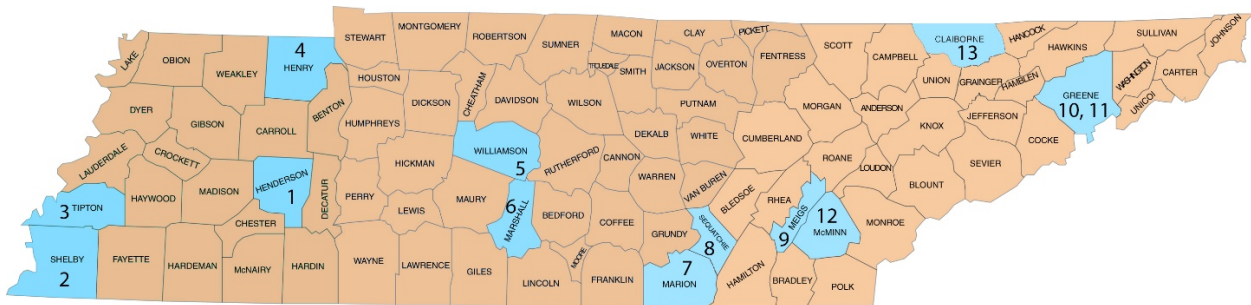 LAKE
OBION
WEAKLEY
4
HENRY
STEWART
MONTGOMERY
ROBERTSON
SUMNER
MACON
CLAY
PICKETT
FENTRESS
SCOTT
CAMPBELL
CLAIBORNE
13
HANCOCK
HAWKINS
SULLIVAN
JOHNSON
DYER
GIBSON
CARROLL
BENTON
HOUSTON
HUMPHREYS
DICKSON
CHEATHAM
DAVIDSON
WILSON
SMITH
JACKSON
OVERTON
PUTNAM
MORGAN
ANDERSON
UNION
GRAINGER
HAMBLEN
GREENE
10, 11
WASHINGTON
UNICOI
CARTER
LAUDERDALE
CROCKETT
HENDERSON
1
DECATUR
PERRY
HICKMAN
WILLIAMSON
5
RUTHERFORD
CANNON
DEKALB
WHITE
CUMBERLAND
ROANE
LOUDON
KNOX
JEFFERSON
COCKE
SEVIER
BLOUNT
3 TIPTON
HAYWOOD
MADISON
CHESTER
LEWIS
MAURY
6
MARSHALL
BEDFORD
COFFEE
WARREN
VAN BUREN
BLEDSOE
RHEA
MEIGS
9
12
McMINN
MONROE
SHELBY
2
FAYETTE
HARDEMAN
McNAIRY
HARDIN
WAYNE
LAWRENCE
GILES
LINCOLN
MOORE
FRANKLIN
GRUNDY
SEQUATCHIE
8
7
MARION
HAMILTON
BRADLEY
POLK